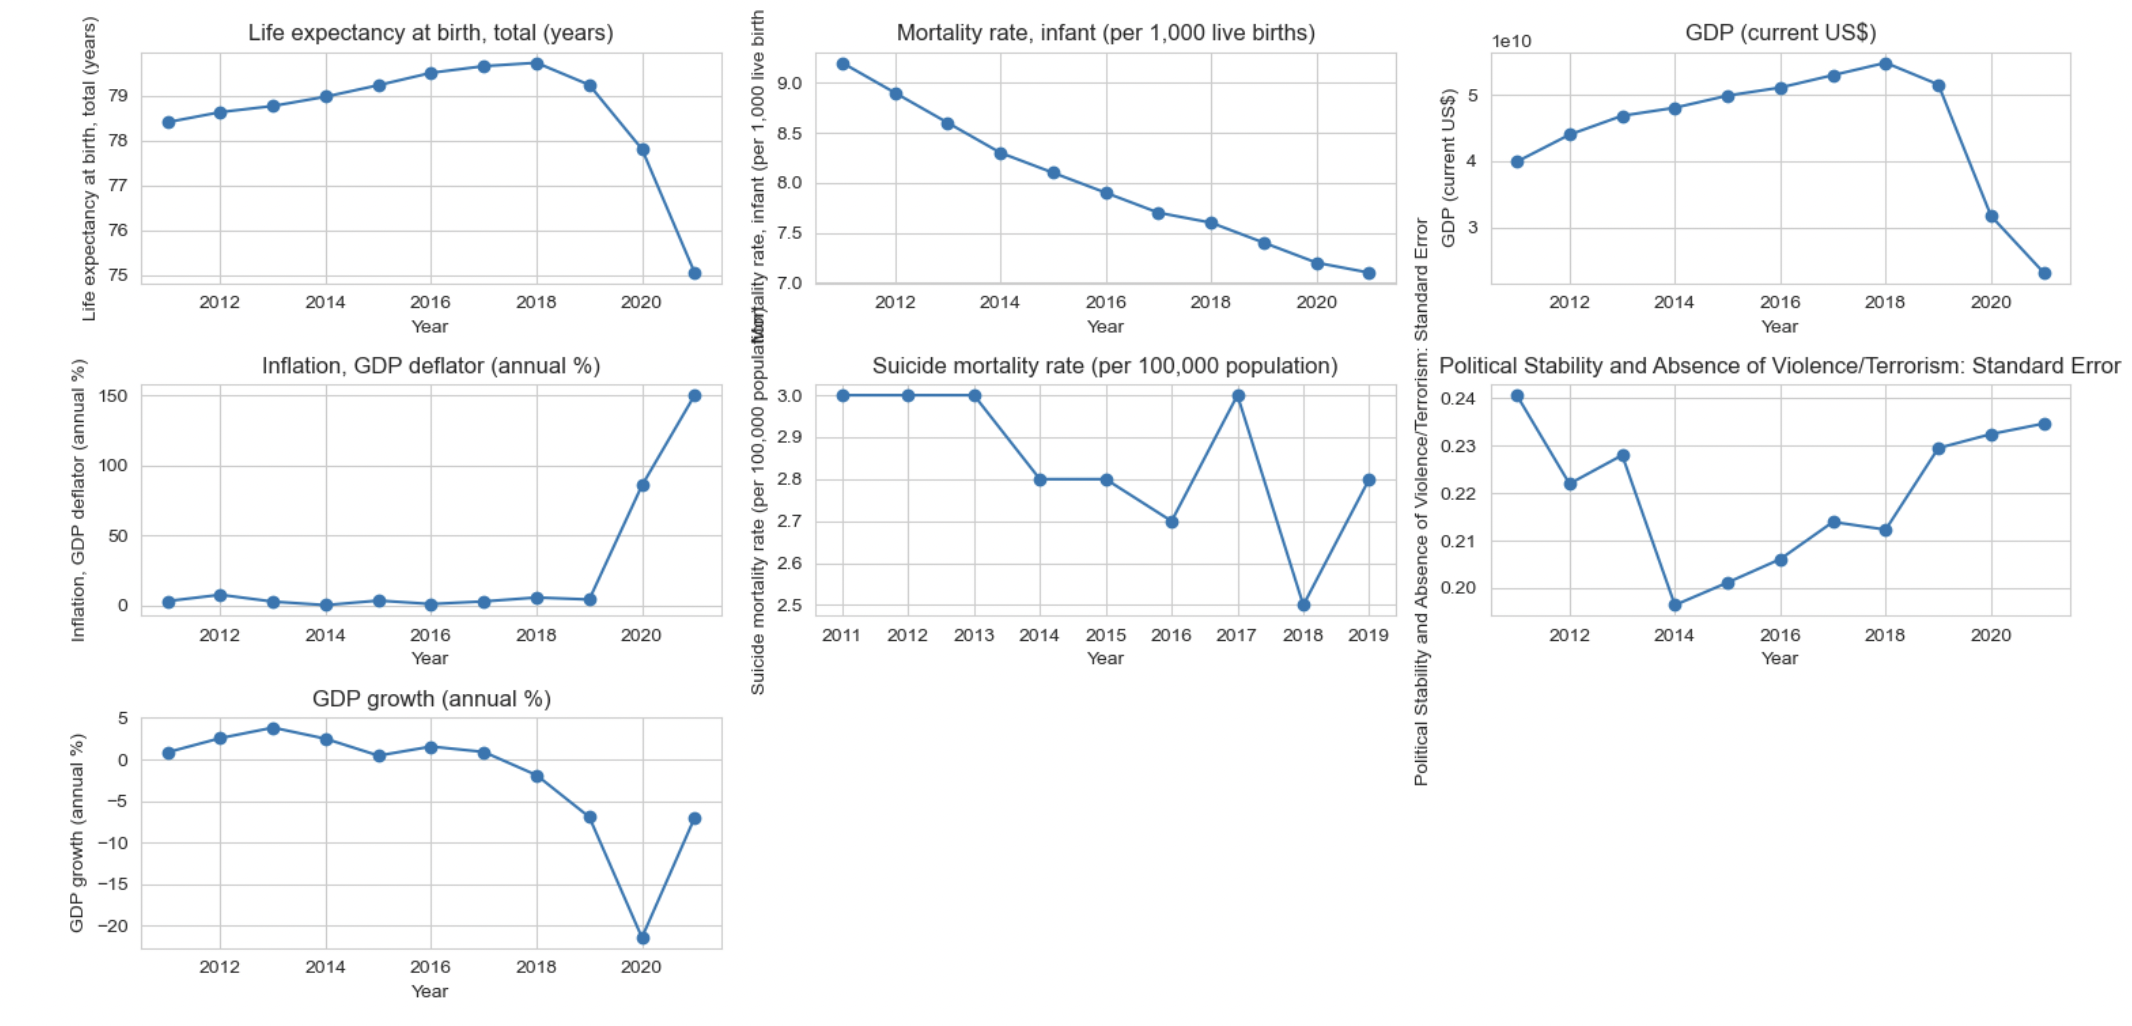 Life expectancy at birth, total (years)
Life expectancy at birth, total (years)
79
78
77
76
75
2012 2014 2016 2018 2020
Year
Mortality rate, infant (per 1,000 live births)
Mortality rate, infant (per 1,000 live birth
9.0
8.5
8.0
7.5
7.0
2012 2014 2016 2018 2020
Year
GDP (current US$)
1e10
GDP (current US$)
5
4
3
2012 2014 2016 2018 2020
Year
Inflation, GDP deflator (annual %)
Inflation, GDP deflator (annual %)
150
100
50
0
2012 2014 2016 2018 2020
Year
Suicide mortality rate (per 100,000 population)
Suicide mortality rate (per 100,000 population)
3.0
2.9
2.8
2.7
2.6
2.5
2011 2012 2013 2014 2015 2016 2017 2018 2019
Year
Political Stability and Absence of Violence/Terrorism: Standard Error
Political Stability and Absence of Violence/Terrorism: Standard Error
0.24
0.23
0.22
0.21
0.20
2012 2014 2016 2018 2020
Year
GDP growth (annual %)
GDP growth (annual %)
5
0
−5
−10
−15
−20
2012 2014 2016 2018 2020
Year